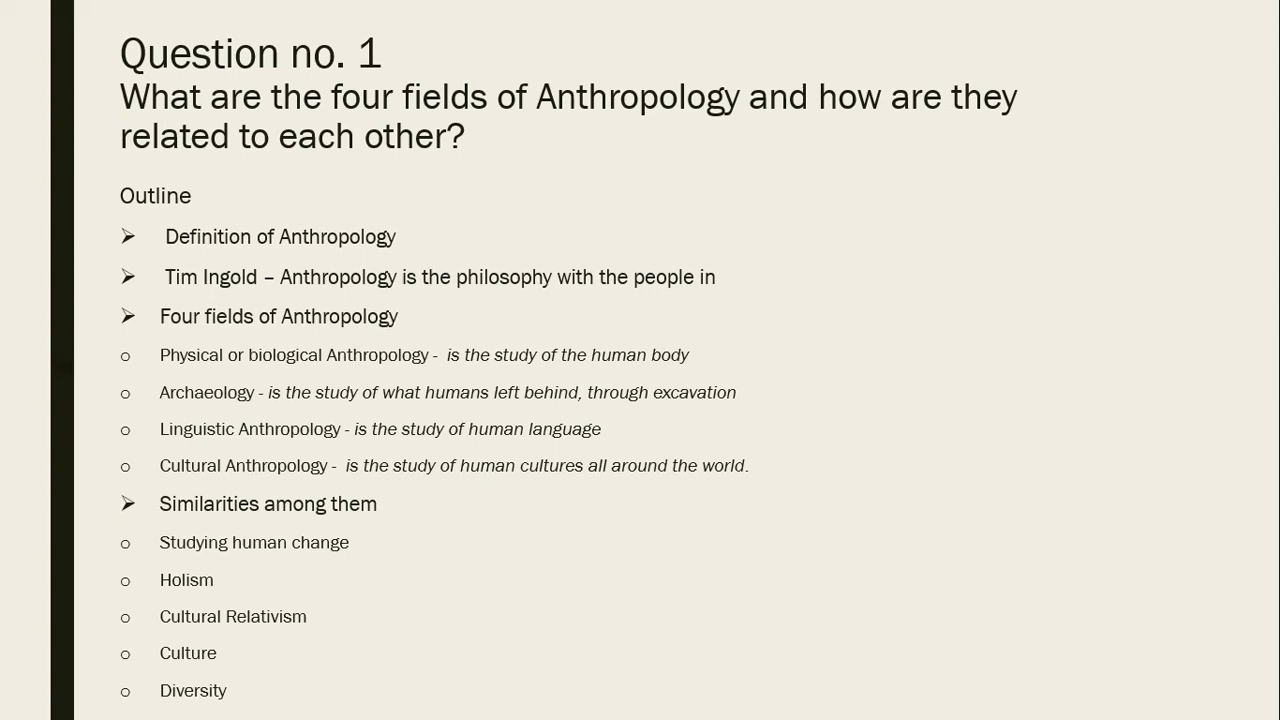 Question no. 1
What are the four fields of Anthropology and how are they
related to each other?
Outline
➢ Definition of Anthropology
➢ Tim Ingold – Anthropology is the philosophy with the people in
➢ Four fields of Anthropology
o Physical or biological Anthropology - is the study of the human body
o Archaeology - is the study of what humans left behind, through excavation
o Linguistic Anthropology - is the study of human language
o Cultural Anthropology - is the study of human cultures all around the world.
➢ Similarities among them
o Studying human change
o Holism
o Cultural Relativism
o Culture
o Diversity